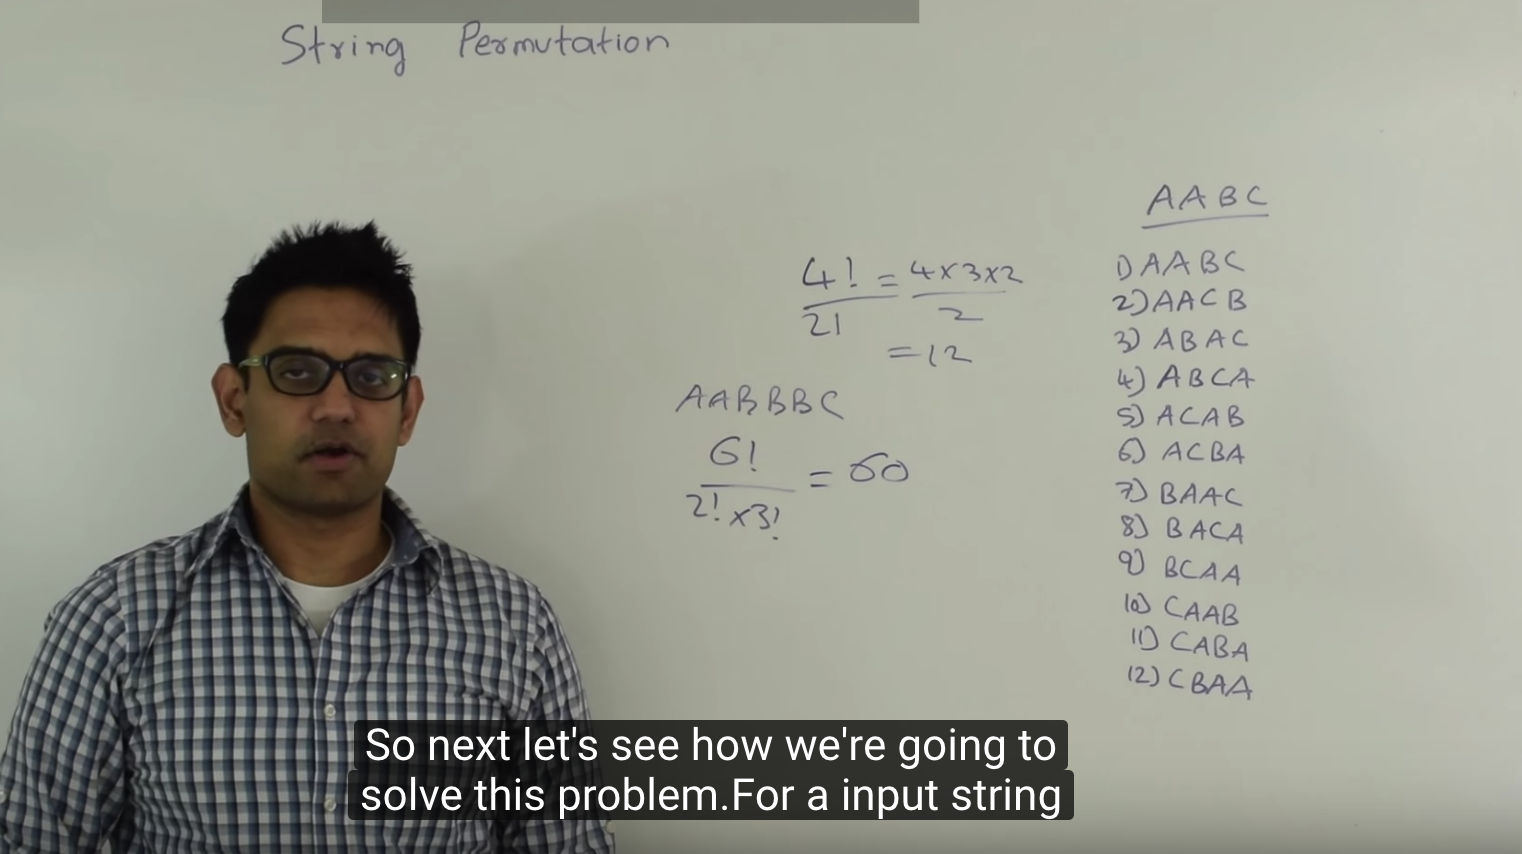 String Permutation
AABC
4! = 4x3x2
2! 2
=12
AABBBC
6!
2! x3! = 60
1) AABC
2) AACB
3) ABAC
4) ABCA
5) ACAB
6) ACBA
7) BAAC
8) BACA
9) BCAA
10) CAAB
11) CABA
12) CBAA
So next let's see how we're going to
solve this problem.For a input string